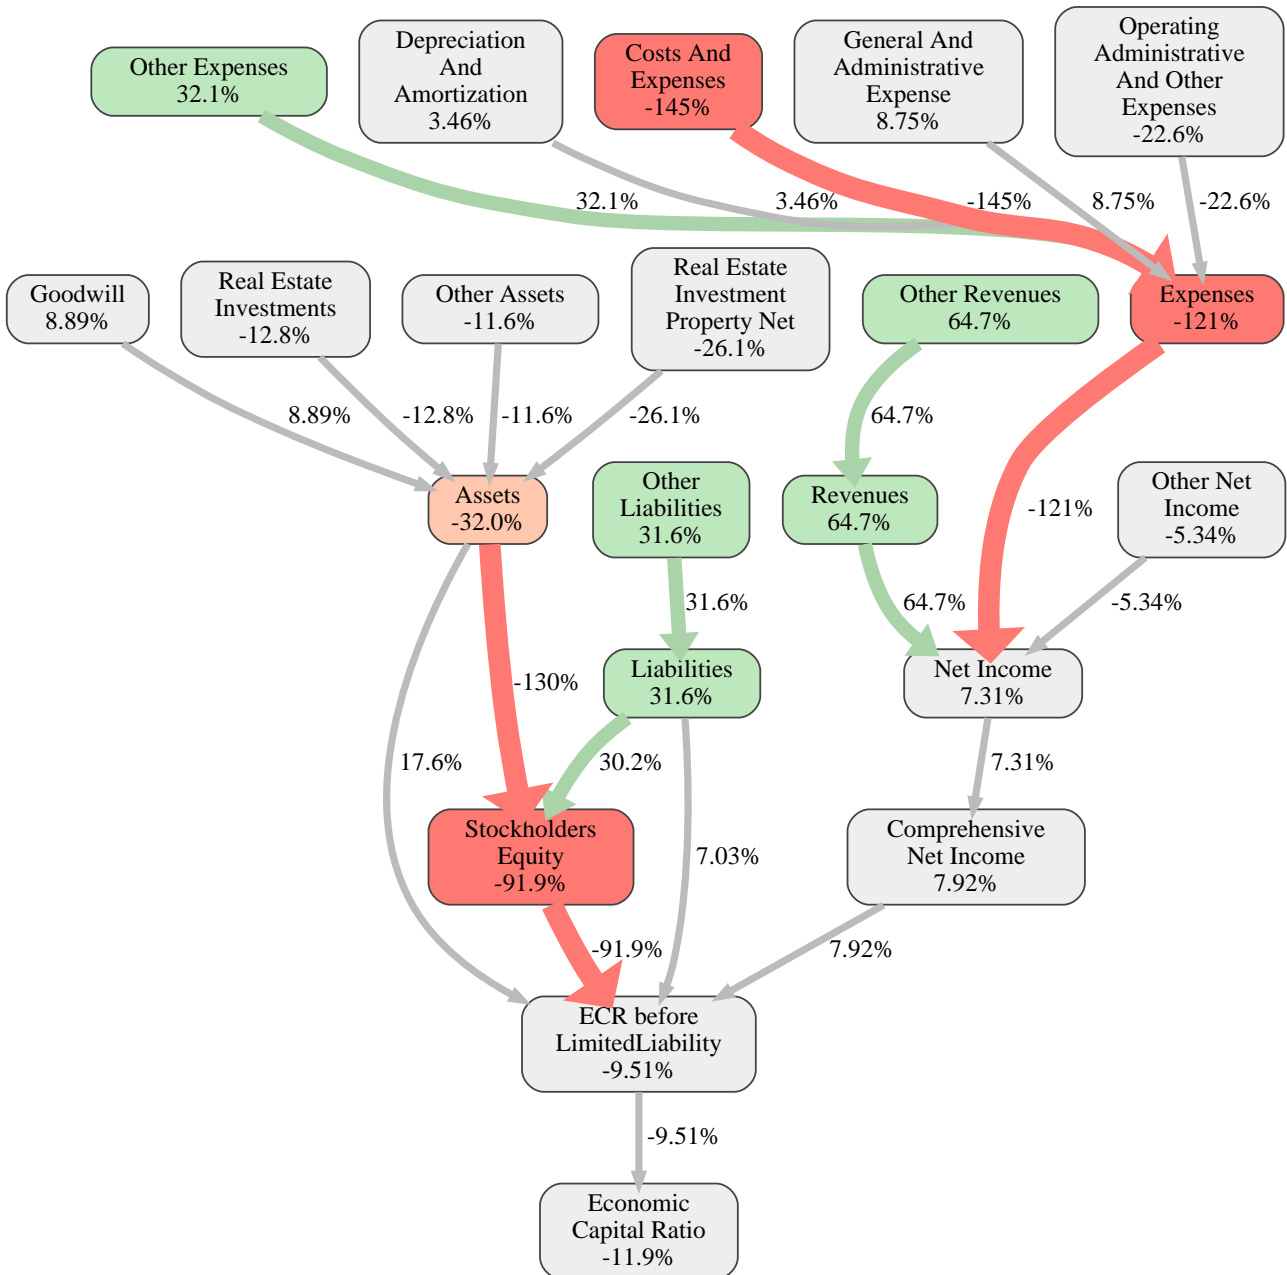 Other Expenses
32.1%
Depreciation
And
Amortization
3.46%
Costs And
Expenses
-145%
General And
Administrative
Expense
8.75%
Operating
Administrative
And Other
Expenses
-22.6%
32.1%
3.46%
-145%
8.75%
-22.6%
Goodwill
8.89%
Real Estate
Investments
-12.8%
Other Assets
-11.6%
Real Estate
Investment
Property Net
-26.1%
Other Revenues
64.7%
Expenses
-121%
8.89%
-12.8%
-11.6%
-26.1%
64.7%
-121%
Assets
-32.0%
Other
Liabilities
31.6%
Revenues
64.7%
Other Net
Income
-5.34%
31.6%
64.7%
-5.34%
-130%
Liabilities
31.6%
Net Income
7.31%
17.6%
30.2%
7.03%
7.31%
Stockholders
Equity
-91.9%
Comprehensive
Net Income
7.92%
-91.9%
7.92%
ECR before
LimitedLiability
-9.51%
-9.51%
Economic
Capital Ratio
-11.9%